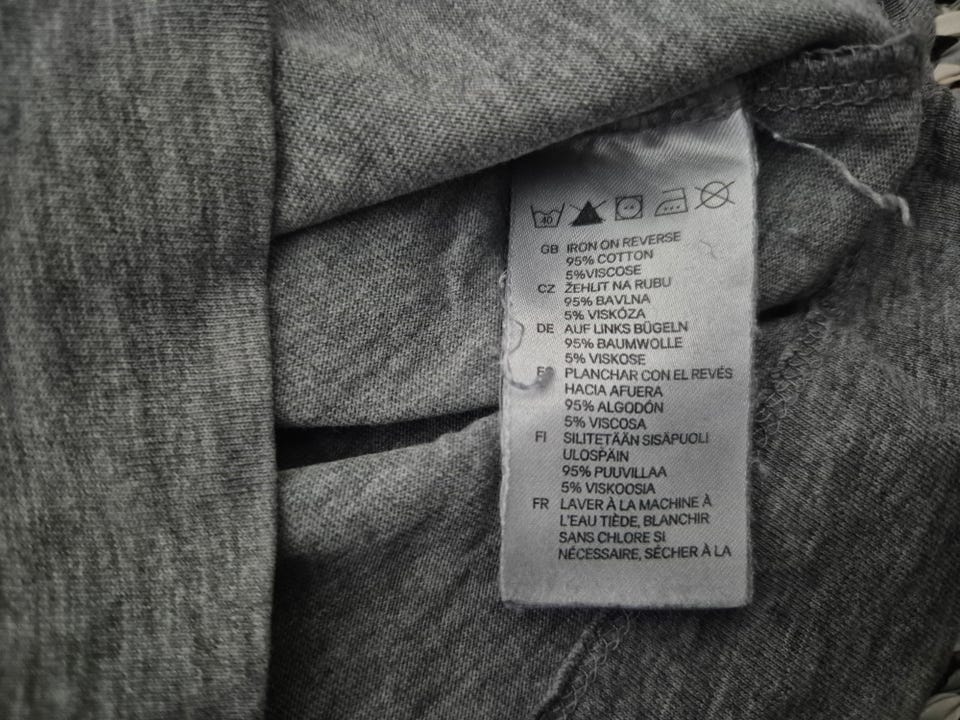 40
GB IRON ON REVERSE
95% COTTON
5%VISCOSE
CZ ŽEHLIT NA RUBU
95% BAVLNA
5% VISKÓZA
DE AUF LINKS BÜGELN
95% BAUMWOLLE
5% VISKOSE
PLANCHAR CON EL REVÉS
HACIA AFUERA
95% ALGODÓN
5% VISCOSA
FI SILITETÄÄN SISÄPUOLI
ULOSPÄIN
95% PUUVILLAA
5% VISKOOSIA
FR LAVER À LA MACHINE À
L'EAU TIÈDE, BLANCHIR
SANS CHLORE SI
NÉCESSAIRE, SÉCHER À LA